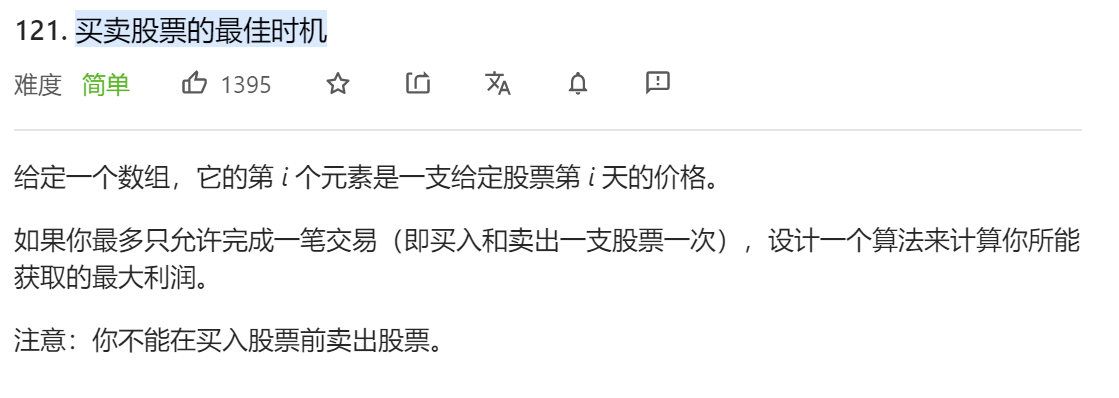 121. 买卖股票的最佳时机
难度 简单 1395 文A
给定一个数组，它的第 i 个元素是一支给定股票第 i 天的价格。
如果你最多只允许完成一笔交易（即买入和卖出一支股票一次），设计一个算法来计算你所能
获取的最大利润。
注意：你不能在买入股票前卖出股票。